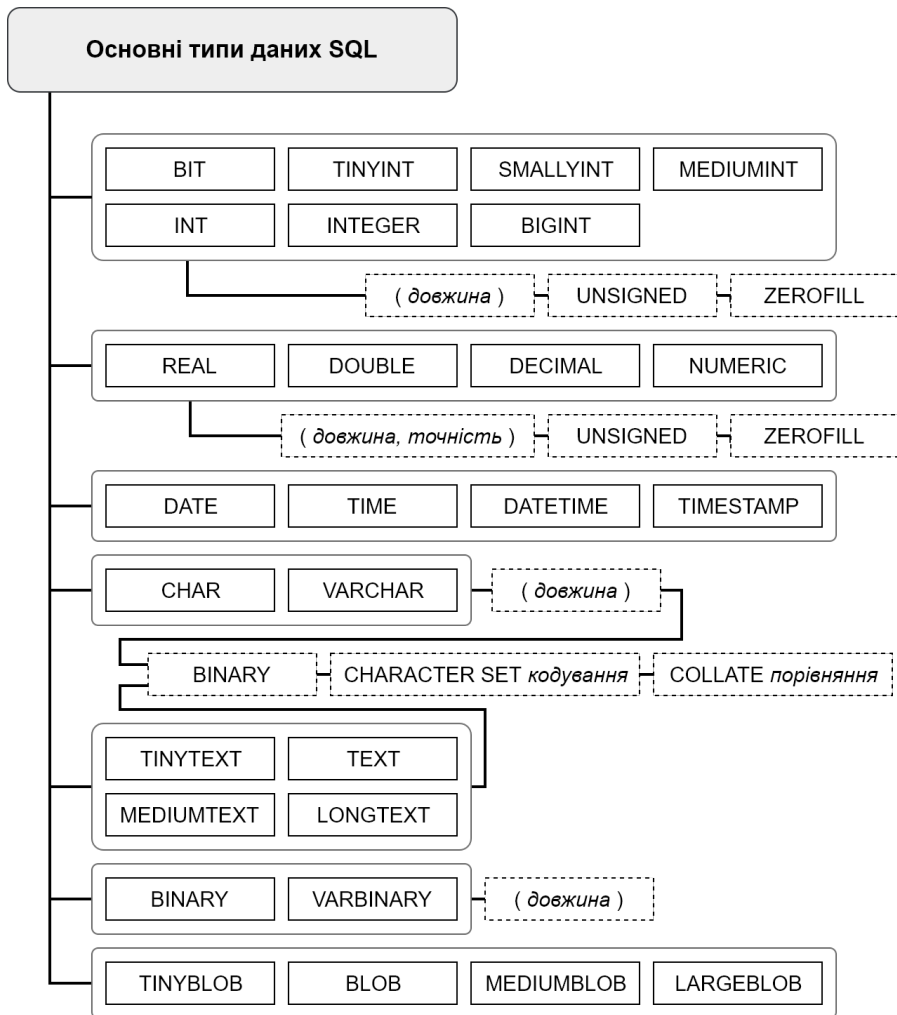 Основні типи даних SQL
BIT TINYINT SMALLYINT MEDIUMINT
INT INTEGER BIGINT
( довжина ) UNSIGNED ZEROFILL
REAL DOUBLE DECIMAL NUMERIC
( довжина, точність ) UNSIGNED ZEROFILL
DATE TIME DATETIME TIMESTAMP
CHAR VARCHAR ( довжина )
BINARY CHARACTER SET кодування COLLATE порівняння
TINYTEXT TEXT
MEDIUMTEXT LONGTEXT
BINARY VARBINARY ( довжина )
TINYBLOB BLOB MEDIUMBLOB LARGEBLOB